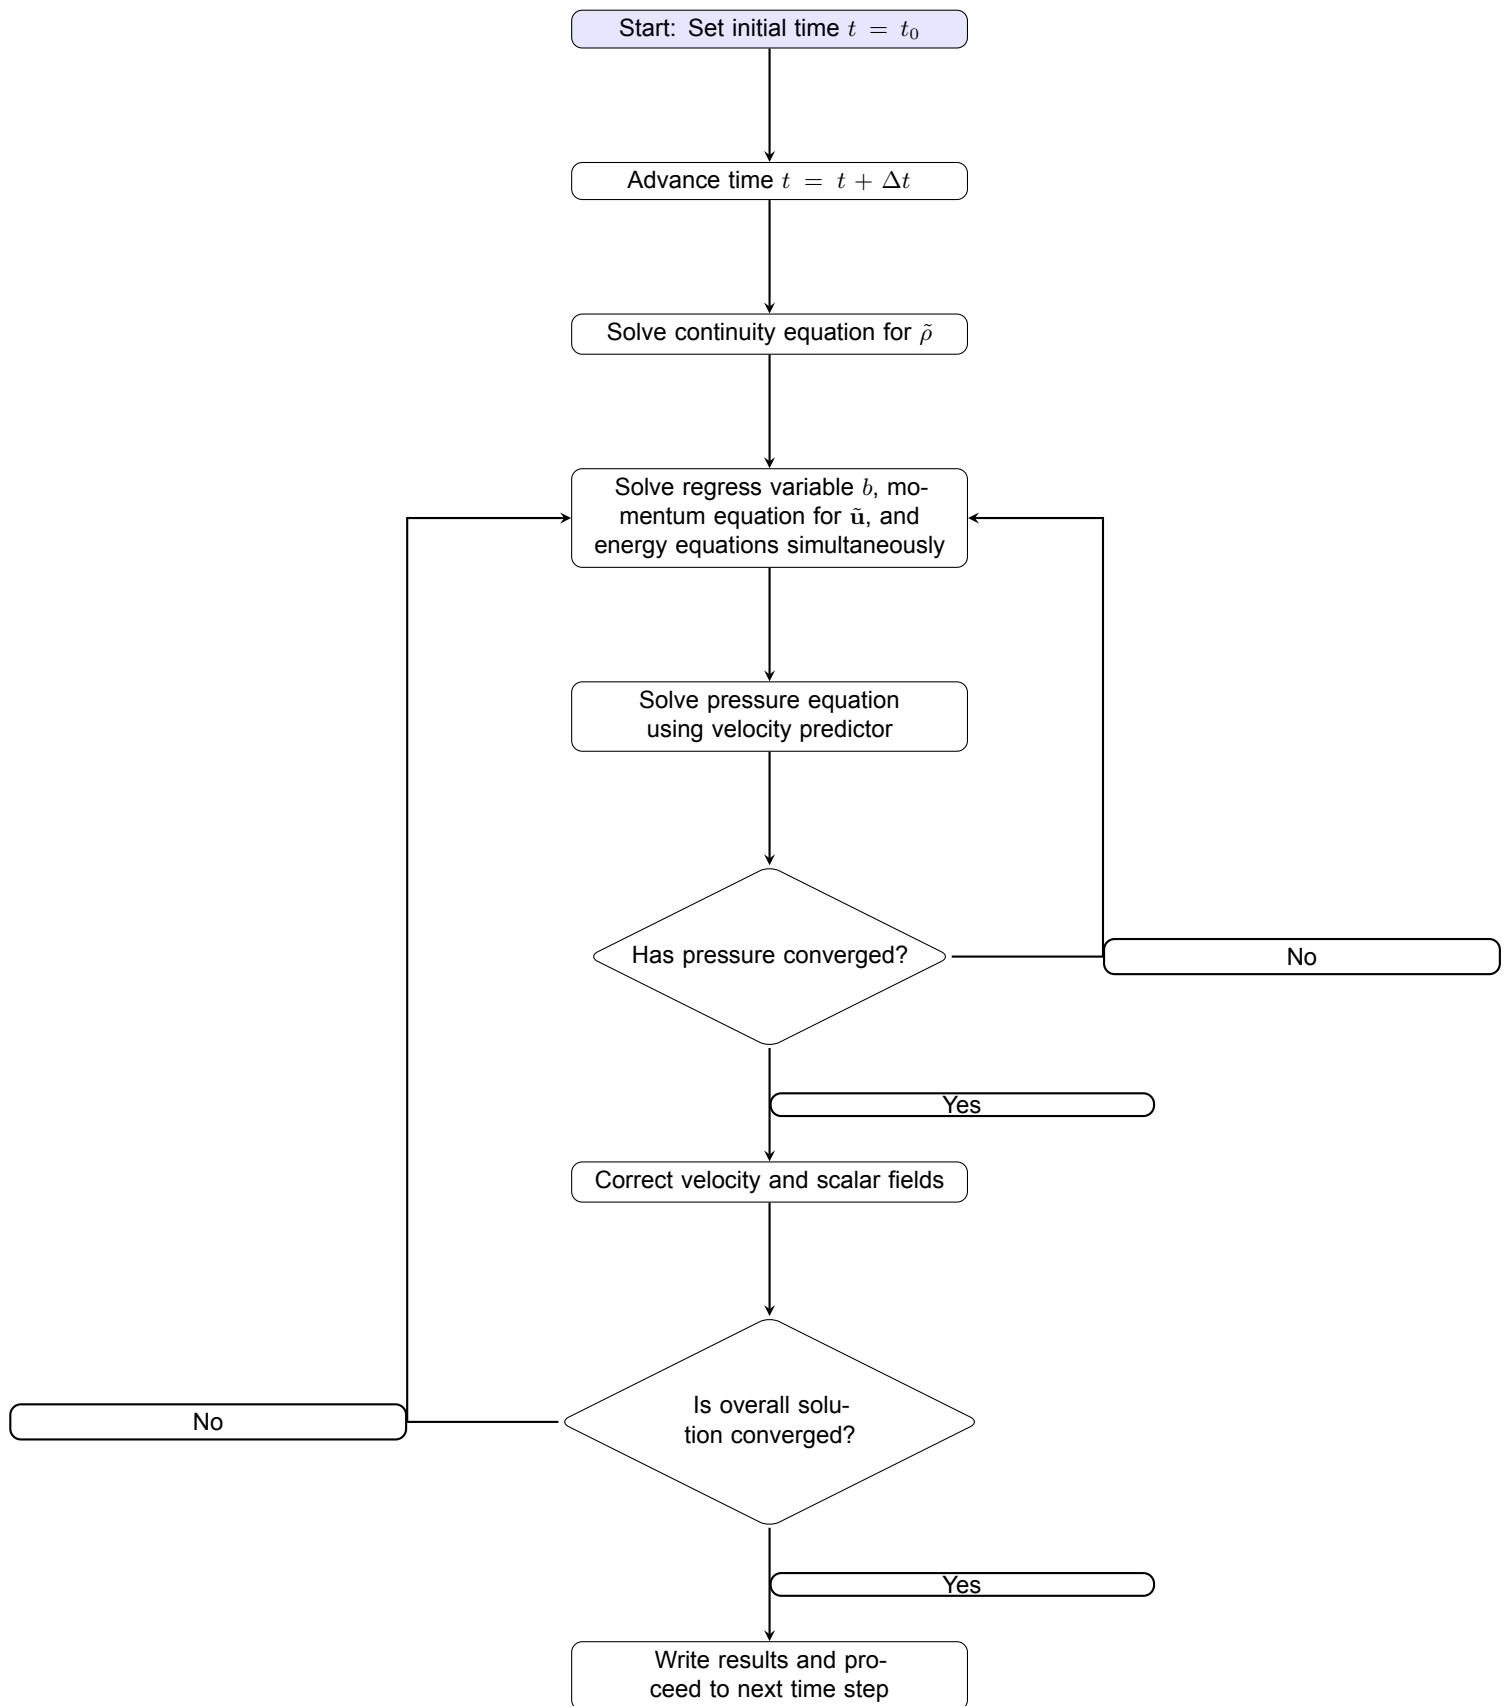 Start: Set initial time t = t₀
Advance time t = t + Δt
Solve continuity equation for ρ̃
Solve regress variable b, mo-
mentum equation for ũ, and
energy equations simultaneously
Solve pressure equation
using velocity predictor
Has pressure converged?
No
Yes
Correct velocity and scalar fields
Is overall solu-
tion converged?
No
Yes
Write results and pro-
ceed to next time step